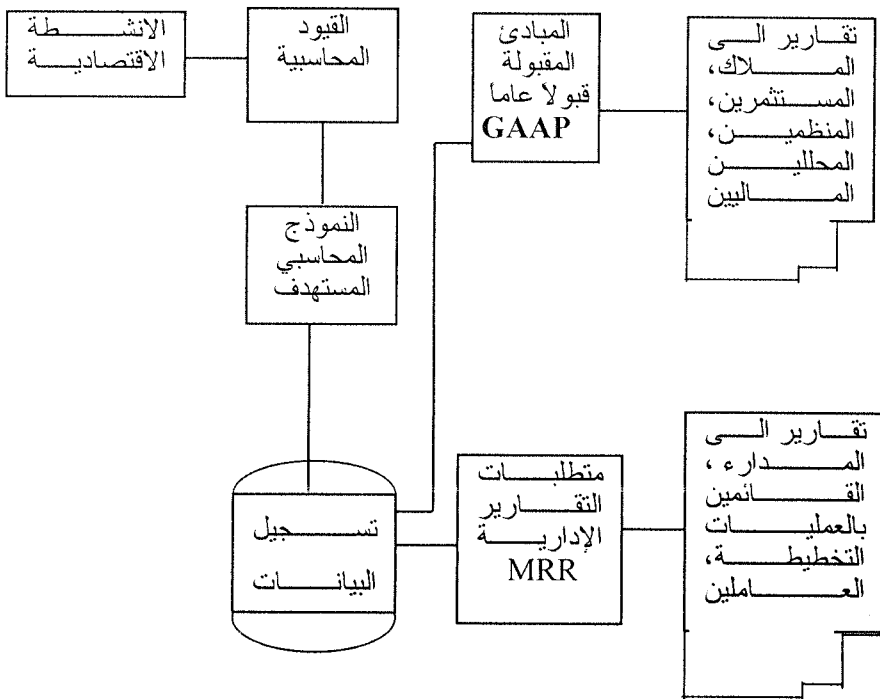 الانشطة
الاقتصادية
القيود
المحاسبية
المبادئ
المقبولة
قبولاً عاماً
GAAP
تقارير الى
الملاك،
المستثمرين،
المنظمين،
المحللين
الماليين
النموذج
المحاسبي
المستهدف
تسجيل
البيانات
متطلبات
التقارير
الإدارية
MRR
تقارير الى
المدارء ،
القائمين
بالعمليات
التخطيطة،
العاملين